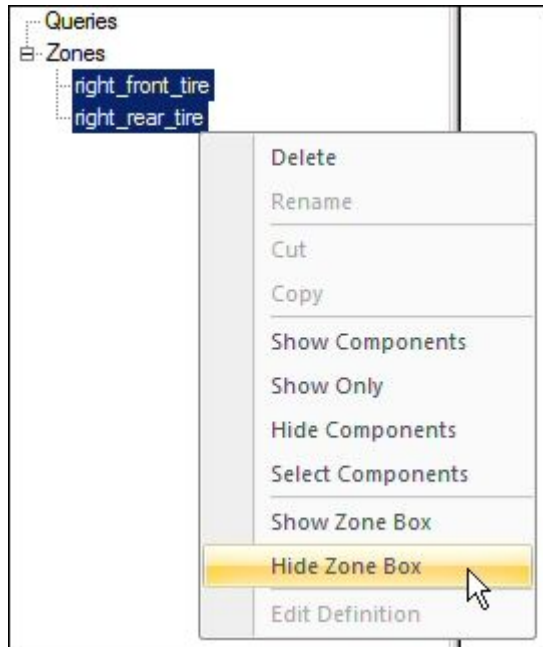 Queries
Zones
right_front_tire
right_rear_tire
Delete
Rename
Cut
Copy
Show Components
Show Only
Hide Components
Select Components
Show Zone Box
Hide Zone Box
Edit Definition